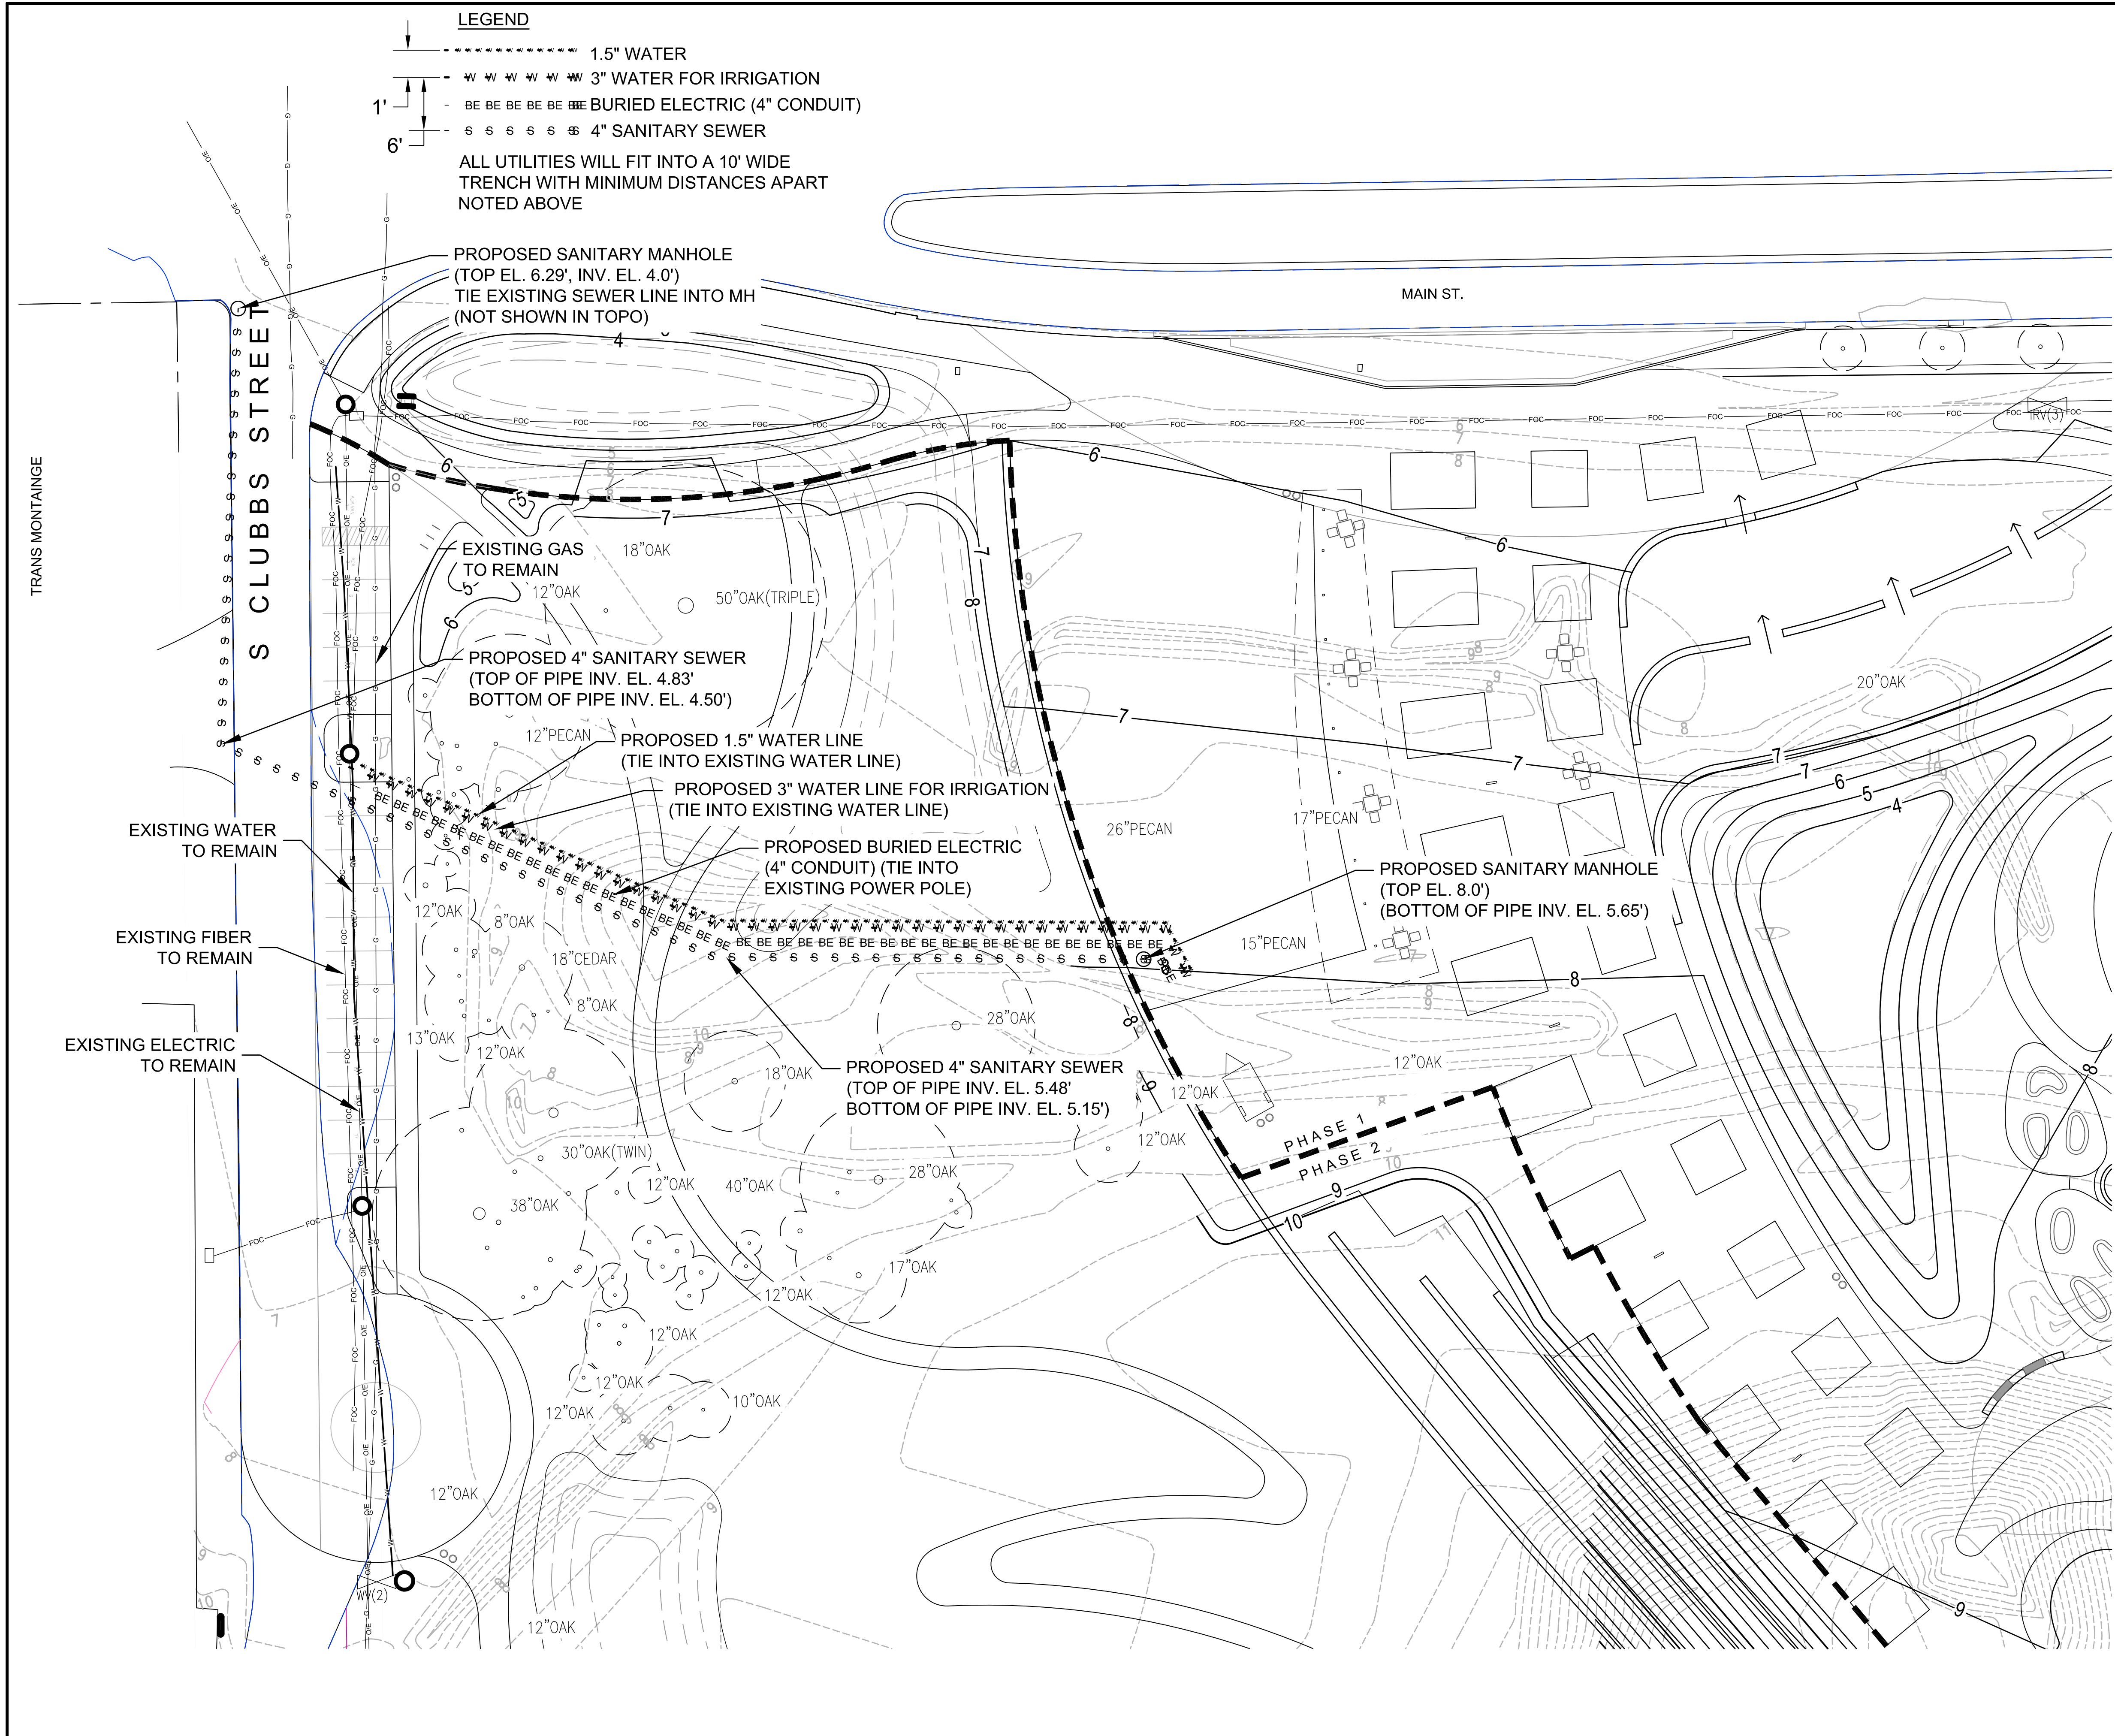 LEGEND
1.5" WATER
W W W W W W 3" WATER FOR IRRIGATION
BE BE BE BE BE BE BURIED ELECTRIC (4" CONDUIT)
S S S S S S 4" SANITARY SEWER
1'
6'
ALL UTILITIES WILL FIT INTO A 10' WIDE
TRENCH WITH MINIMUM DISTANCES APART
NOTED ABOVE
PROPOSED SANITARY MANHOLE
(TOP EL. 6.29', INV. EL. 4.0')
TIE EXISTING SEWER LINE INTO MH
(NOT SHOWN IN TOPO)
MAIN ST.
S CLUBBS STREET
TRANS MONTAINGE
IRV(3)
EXISTING GAS
TO REMAIN
18"OAK
12"OAK
50"OAK(TRIPLE)
PROPOSED 4" SANITARY SEWER
(TOP OF PIPE INV. EL. 4.83'
BOTTOM OF PIPE INV. EL. 4.50')
20"OAK
12"PECAN
PROPOSED 1.5" WATER LINE
(TIE INTO EXISTING WATER LINE)
PROPOSED 3" WATER LINE FOR IRRIGATION
(TIE INTO EXISTING WATER LINE)
26"PECAN
17"PECAN
EXISTING WATER
TO REMAIN
PROPOSED BURIED ELECTRIC
(4" CONDUIT) (TIE INTO
EXISTING POWER POLE)
PROPOSED SANITARY MANHOLE
(TOP EL. 8.0')
(BOTTOM OF PIPE INV. EL. 5.65')
12"OAK
8"OAK
EXISTING FIBER
TO REMAIN
18"CEDAR
15"PECAN
8"OAK
28"OAK
13"OAK
12"OAK
EXISTING ELECTRIC
TO REMAIN
18"OAK
PROPOSED 4" SANITARY SEWER
(TOP OF PIPE INV. EL. 5.48'
BOTTOM OF PIPE INV. EL. 5.15')
12"OAK
12"OAK
12"OAK
PHASE 1
PHASE 2
30"OAK(TWIN)
12"OAK
40"OAK
28"OAK
38"OAK
17"OAK
12"OAK
12"OAK
12"OAK
12"OAK
10"OAK
12"OAK
WV(2)
12"OAK